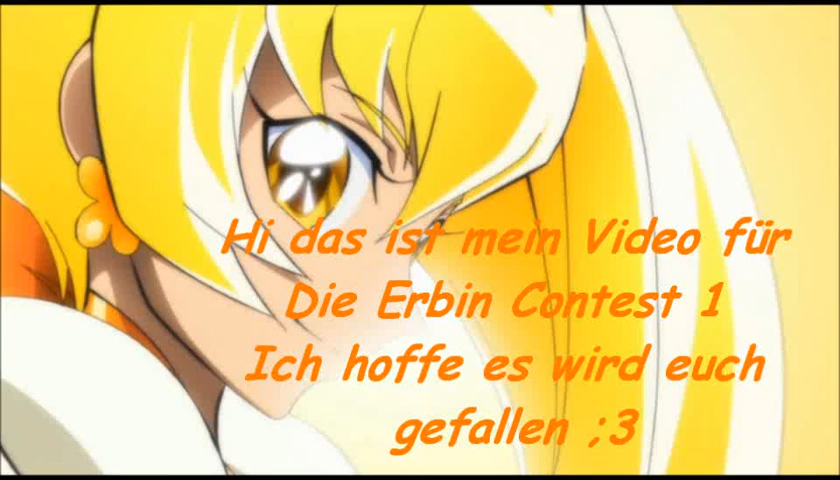 Hi das ist mein Video für
Die Erbin Contest 1
Ich hoffe es wird euch
gefallen ;3